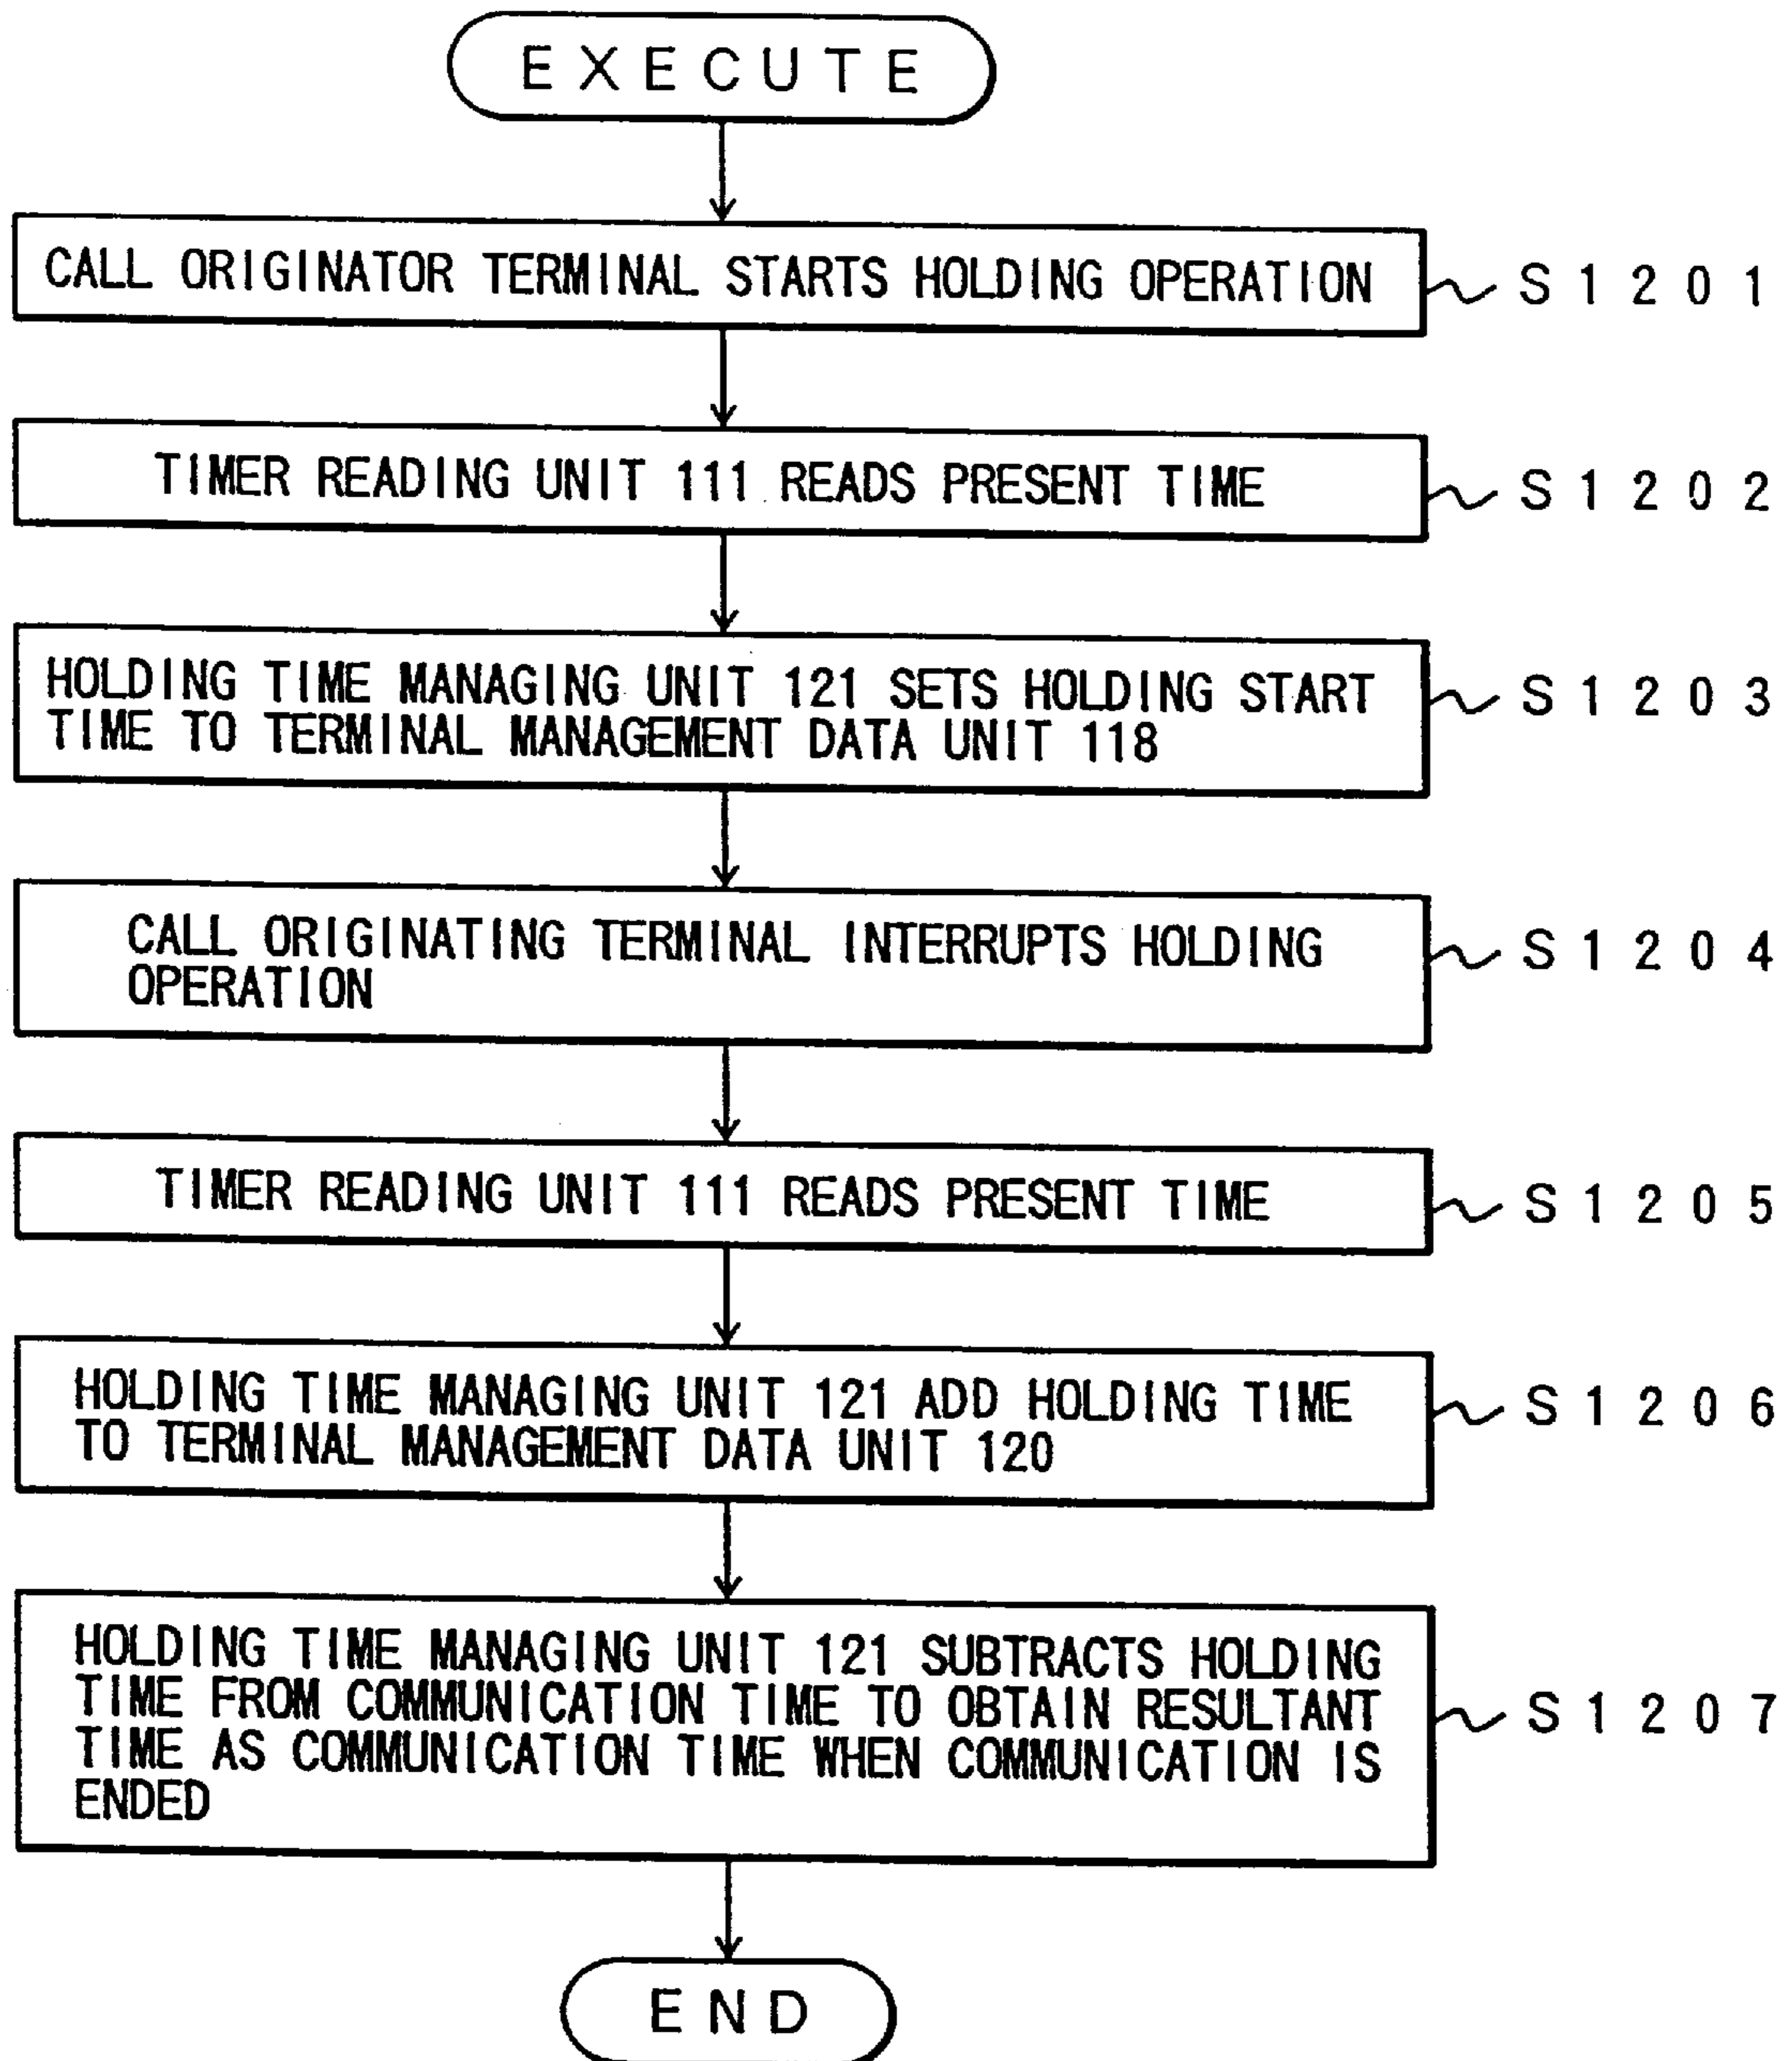 EXECUTE
CALL ORIGINATOR TERMINAL STARTS HOLDING OPERATION
S1201
TIMER READING UNIT 111 READS PRESENT TIME
S1202
HOLDING TIME MANAGING UNIT 121 SETS HOLDING START
TIME TO TERMINAL MANAGEMENT DATA UNIT 118
S1203
CALL ORIGINATING TERMINAL INTERRUPTS HOLDING
OPERATION
S1204
TIMER READING UNIT 111 READS PRESENT TIME
S1205
HOLDING TIME MANAGING UNIT 121 ADD HOLDING TIME
TO TERMINAL MANAGEMENT DATA UNIT 120
S1206
HOLDING TIME MANAGING UNIT 121 SUBTRACTS HOLDING
TIME FROM COMMUNICATION TIME TO OBTAIN RESULTANT
TIME AS COMMUNICATION TIME WHEN COMMUNICATION IS
ENDED
S1207
END